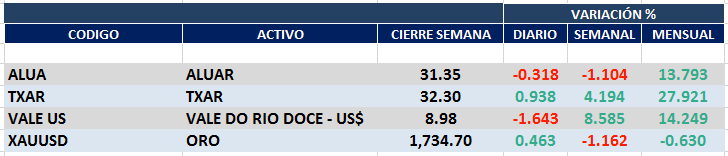 VARIACIÓN %
CODIGO ACTIVO CIERRE SEMANA DIARIO SEMANAL MENSUAL
ALUA ALUAR 31.35 -0.318 -1.104 13.793
TXAR TXAR 32.30 0.938 4.194 27.921
VALE US VALE DO RIO DOCE - US$ 8.98 -1.643 8.585 14.249
XAUUSD ORO 1,734.70 0.463 -1.162 -0.630